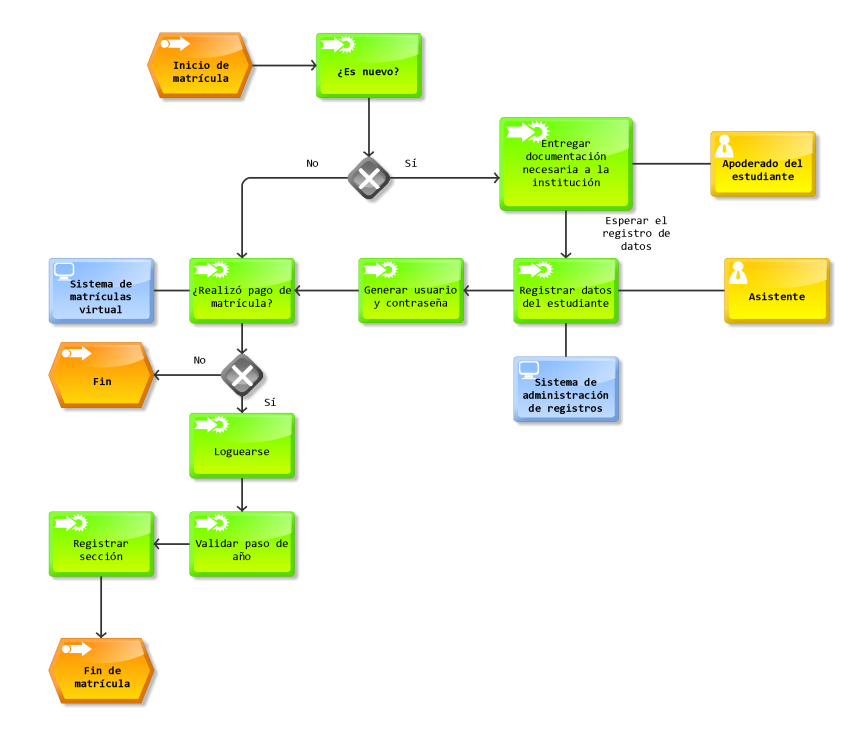 Inicio de
matrícula
¿Es nuevo?
No
Sí
Entregar
documentación
necesaria a la
institución
Apoderado del
estudiante
Esperar el
registro de
datos
Sistema de
matrículas
virtual
¿Realizó pago de
matrícula?
Generar usuario
y contraseña
Registrar datos
del estudiante
Asistente
No
Fin
Sí
Sistema de
administración
de registros
Loguearse
Registrar
sección
Validar paso de
año
Fin de
matrícula